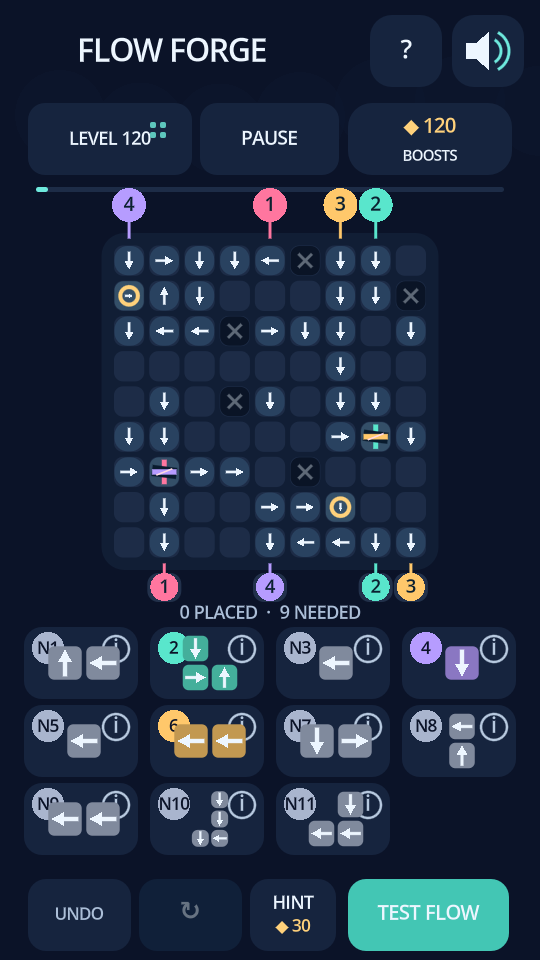 FLOW FORGE
?
LEVEL 120
PAUSE
120
BOOSTS
4
1
3
2
1
4
2
3
0 PLACED · 9 NEEDED
N1
i
2
i
N3
i
4
i
N5
i
6
i
N7
i
N8
i
N9
i
N10
i
N11
i
UNDO
HINT
30
TEST FLOW